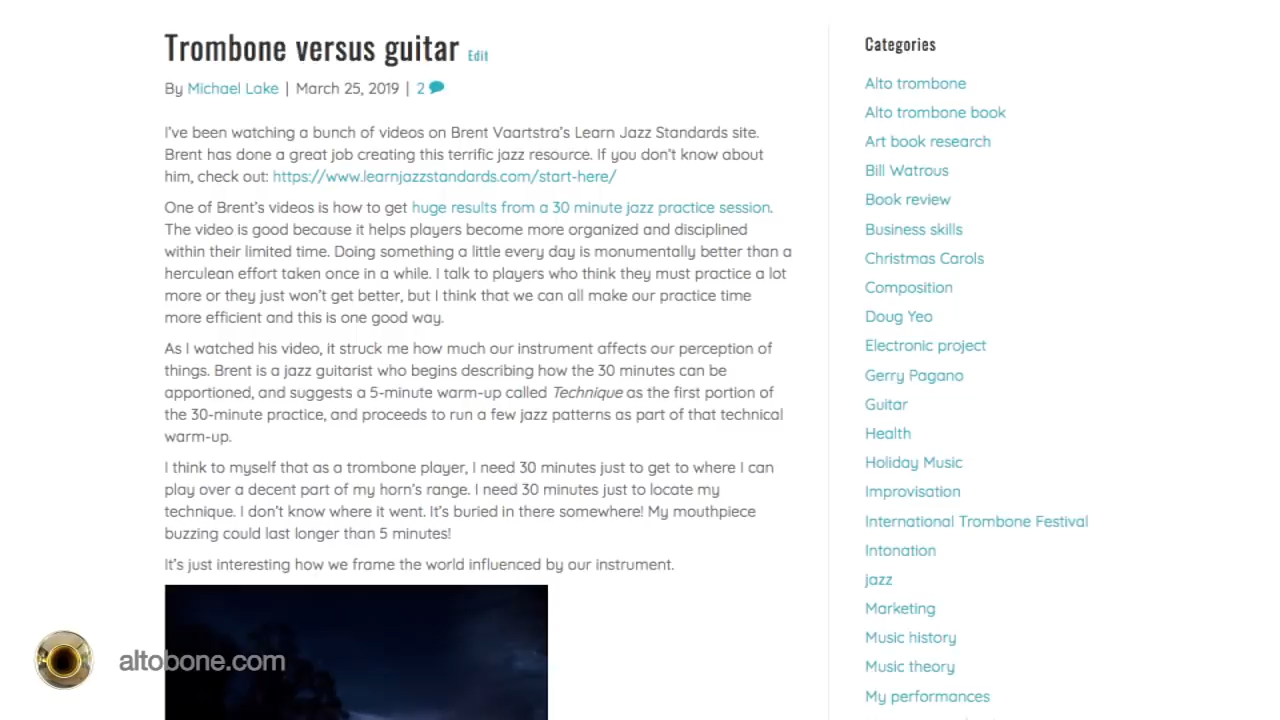 Trombone versus guitar Edit
By Michael Lake | March 25, 2019 | 2
I've been watching a bunch of videos on Brent Vaartstra's Learn Jazz Standards site.
Brent has done a great job creating this terrific jazz resource. If you don't know about
him, check out: https://www.learnjazzstandards.com/start-here/
One of Brent's videos is how to get huge results from a 30 minute jazz practice session.
The video is good because it helps players become more organized and disciplined
within their limited time. Doing something a little every day is monumentally better than a
herculean effort taken once in a while. I talk to players who think they must practice a lot
more or they just won't get better, but I think that we can all make our practice time
more efficient and this is one good way.
As I watched his video, it struck me how much our instrument affects our perception of
things. Brent is a jazz guitarist who begins describing how the 30 minutes can be
apportioned, and suggests a 5-minute warm-up called Technique as the first portion of
the 30-minute practice, and proceeds to run a few jazz patterns as part of that technical
warm-up.
I think to myself that as a trombone player, I need 30 minutes just to get to where I can
play over a decent part of my horn's range. I need 30 minutes just to locate my
technique. I don't know where it went. It's buried in there somewhere! My mouthpiece
buzzing could last longer than 5 minutes!
It's just interesting how we frame the world influenced by our instrument.
altobone.com
Categories
Alto trombone
Alto trombone book
Art book research
Bill Watrous
Book review
Business skills
Christmas Carols
Composition
Doug Yeo
Electronic project
Gerry Pagano
Guitar
Health
Holiday Music
Improvisation
International Trombone Festival
Intonation
jazz
Marketing
Music history
Music theory
My performances